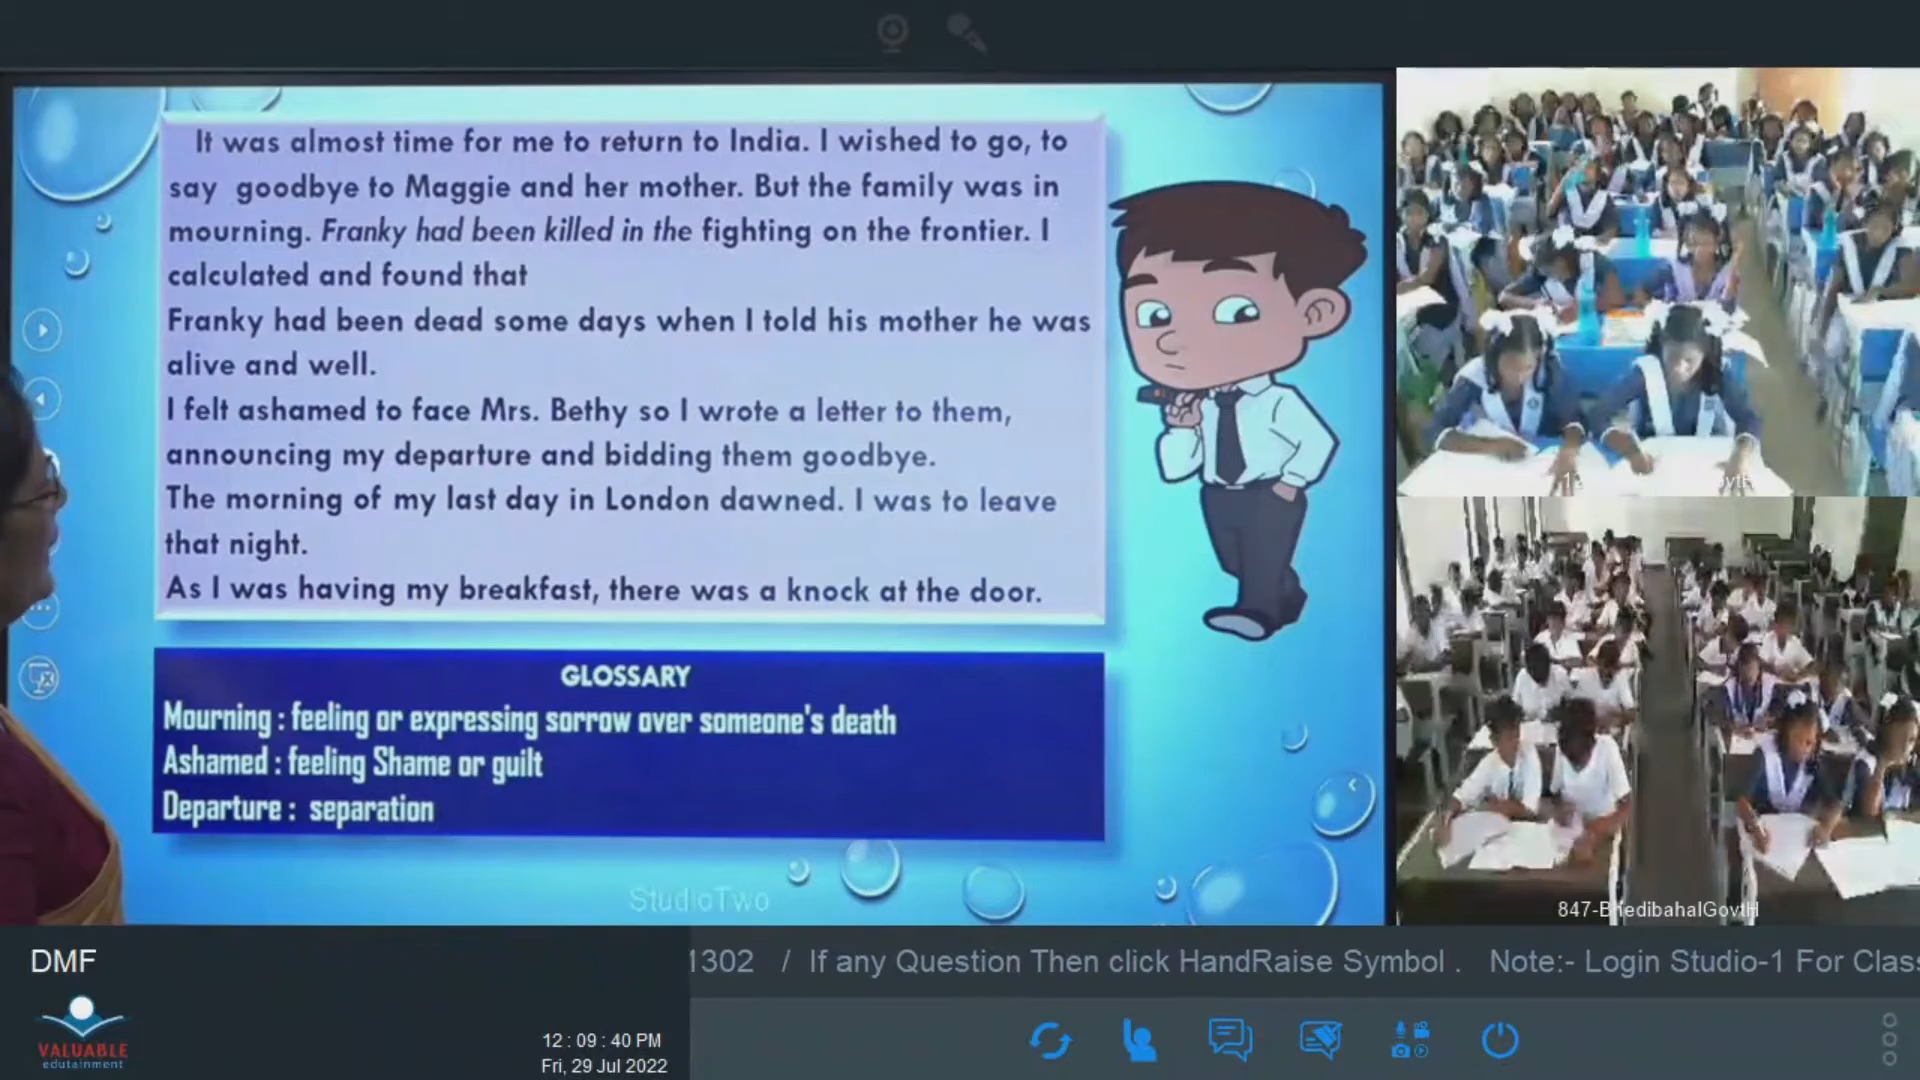 It was almost time for me to return to India. I wished to go, to
say goodbye to Maggie and her mother. But the family was in
mourning. Franky had been killed in the fighting on the frontier. I
calculated and found that
Franky had been dead some days when I told his mother he was
alive and well.
I felt ashamed to face Mrs. Bethy so I wrote a letter to them,
announcing my departure and bidding them goodbye.
The morning of my last day in London dawned. I was to leave
that night.
As I was having my breakfast, there was a knock at the door.
GLOSSARY
Mourning : feeling or expressing sorrow over someone's death
Ashamed : feeling Shame or guilt
Departure : separation
StudioTwo
847-BhedibahalGovtH
DMF
1302 / If any Question Then click HandRaise Symbol . Note:- Login Studio-1 For Clas
VALUABLE
edutainment
12 : 09 : 40 PM
Fri, 29 Jul 2022